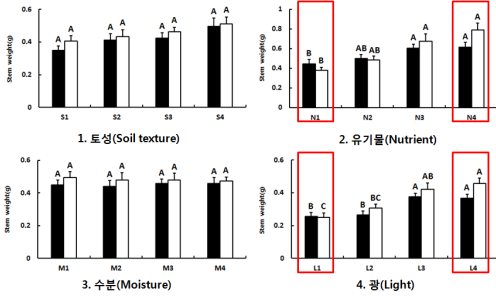 Stem weight(g)
0.6
0.4
0.2
0
A A A A A A A A
S1 S2 S3 S4
1. 토성(Soil texture)
Stem weight(g)
1
0.8
0.6
0.4
0.2
0
B B AB AB A A A A
N1 N2 N3 N4
2. 유기물(Nutrient)
Stem weight(g)
0.6
0.4
0.2
0
A A A A A A A A
M1 M2 M3 M4
3. 수분(Moisture)
Stem weight(g)
0.6
0.4
0.2
0
B C B BC A AB A A
L1 L2 L3 L4
4. 광(Light)